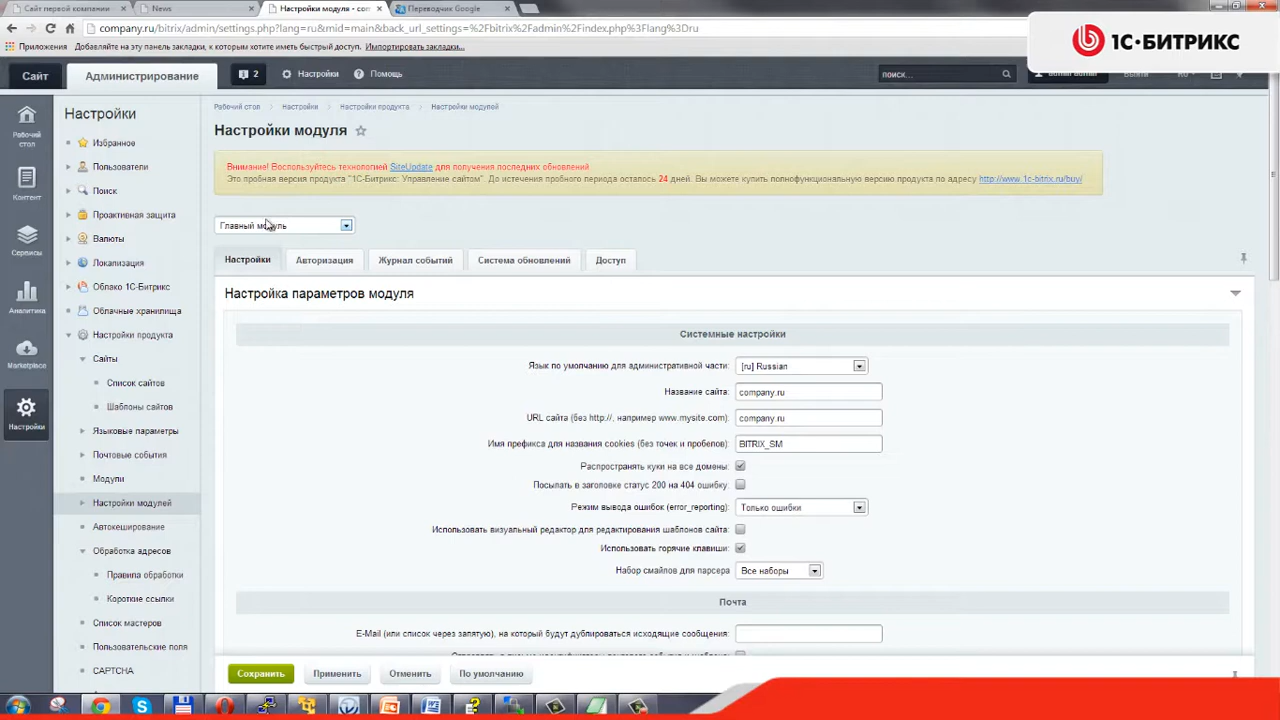 Сайт первой компании
News
Настройки модуля - com
Переводчик Google
company.ru/bitrix/admin/settings.php?lang=ru&mid=main&back_url_settings=%2Fbitrix%2Fadmin%2Findex.php%3Flang%3Dru
Приложения
Добавляйте на эту панель закладки, к которым хотите иметь быстрый доступ.
Импортировать закладки...
1С-БИТРИКС
Сайт
Администрирование
2
Настройки
Помощь
поиск...
Рабочий стол
Настройки
Настройки продукта
Настройки модулей
Настройки
Настройки модуля
Рабочий стол
Контент
Сервисы
Аналитика
Marketplace
Настройки
Избранное
Пользователи
Поиск
Проактивная защита
Валюты
Локализация
Облако 1С-Битрикс
Облачные хранилища
Настройки продукта
Сайты
Список сайтов
Шаблоны сайтов
Языковые параметры
Почтовые события
Модули
Настройки модулей
Автокеширование
Обработка адресов
Правила обработки
Короткие ссылки
Список мастеров
Пользовательские поля
CAPTCHA
Внимание! Воспользуйтесь технологией SiteUpdate для получения последних обновлений
Это пробная версия продукта "1С-Битрикс: Управление сайтом". До истечения пробного периода осталось 24 дней. Вы можете купить полнофункциональную версию продукта по адресу http://www.1c-bitrix.ru/buy/
Главный модуль
Настройки
Авторизация
Журнал событий
Система обновлений
Доступ
Настройка параметров модуля
Системные настройки
Язык по умолчанию для административной части: [ru] Russian
Название сайта: company.ru
URL сайта (без http://, например www.mysite.com): company.ru
Имя префикса для названия cookies (без точек и пробелов): BITRIX_SM
Распространять куки на все домены:
Посылать в заголовке статус 200 на 404 ошибку:
Режим вывода ошибок (error_reporting): Только ошибки
Использовать визуальный редактор для редактирования шаблонов сайта:
Использовать горячие клавиши:
Набор смайлов для парсера Все наборы
Почта
E-Mail (или список через запятую), на который будут дублироваться исходящие сообщения:
Сохранить
Применить
Отменить
По умолчанию